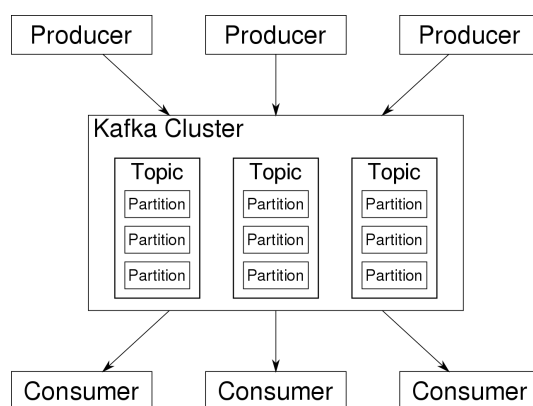 Producer Producer Producer
Kafka Cluster
Topic Topic Topic
Partition Partition Partition
Partition Partition Partition
Partition Partition Partition
Consumer Consumer Consumer